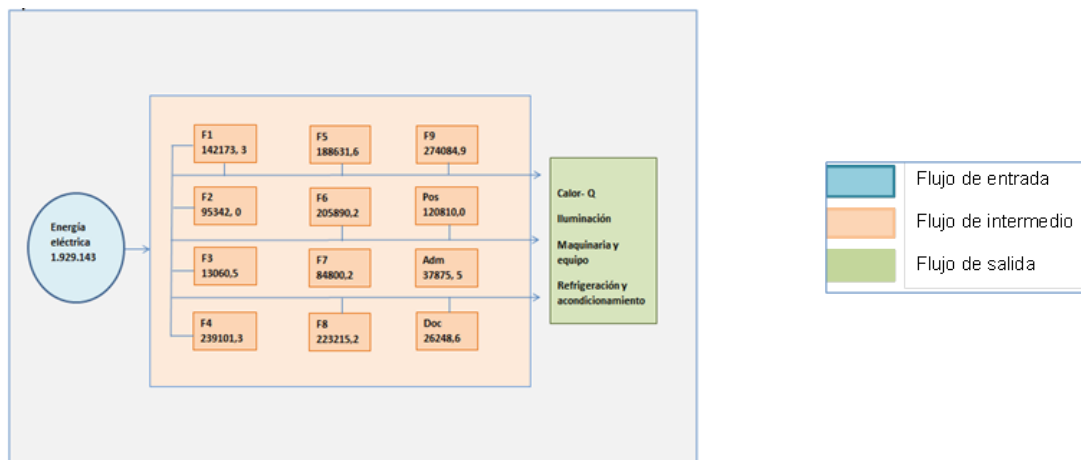 Energía
eléctrica
1.929.143
F1
142173, 3
F2
95342, 0
F3
13060,5
F4
239101,3
F5
188631,6
F6
205890,2
F7
84800,2
F8
223215,2
F9
274084,9
Pos
120810,0
Adm
37875, 5
Doc
26248,6
Calor- Q
Iluminación
Maquinaria y
equipo
Refrigeración y
acondicionamiento
Flujo de entrada
Flujo de intermedio
Flujo de salida